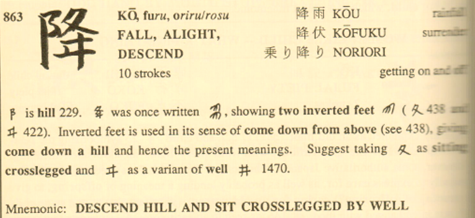 863 降 KŌ, furu, oriru/rosu 降雨 KŌU rainfall
FALL, ALIGHT, 降伏 KŌFUKU surrender
DESCEND 乗り降り NORIORI
10 strokes getting on and off
阝 is hill 229. 夅 was once written , showing two inverted feet ( 夂 438 and
㐄 422). Inverted feet is used in its sense of come down from above (see 438), giving
come down a hill and hence the present meanings. Suggest taking 夂 as sitting
crosslegged and 㐄 as a variant of well 井 1470.
Mnemonic: DESCEND HILL AND SIT CROSSLEGGED BY WELL